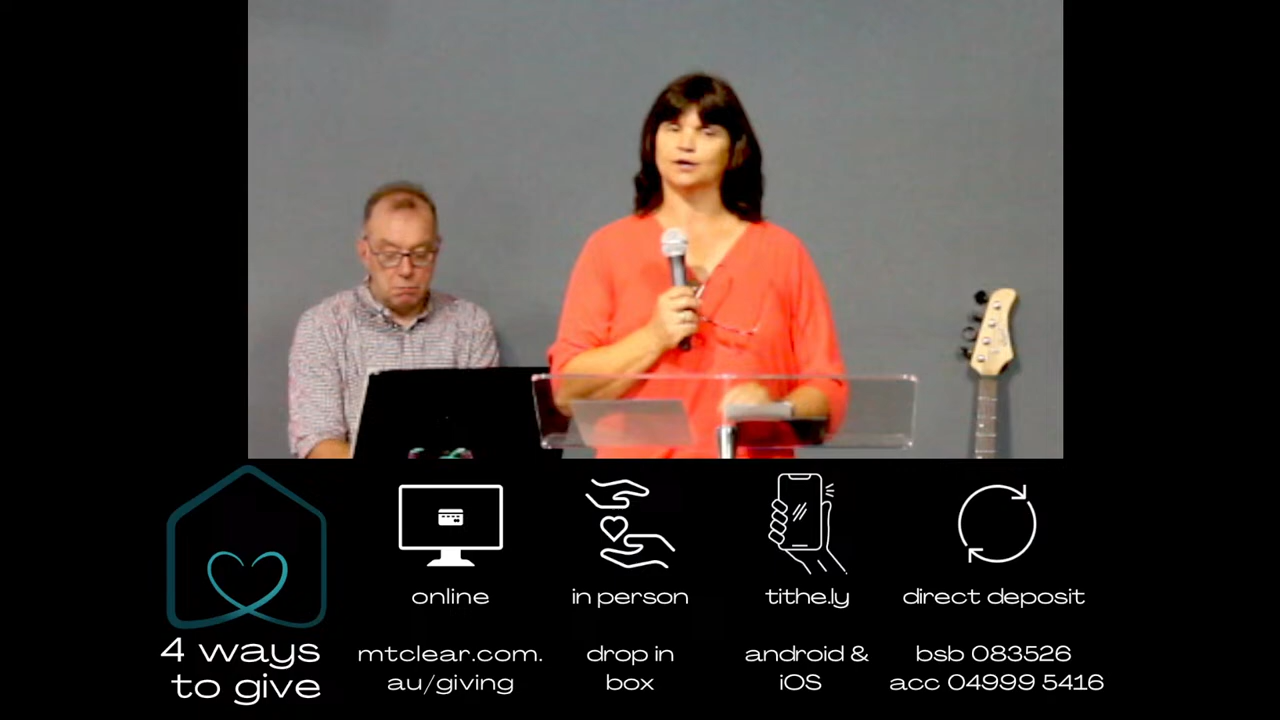 4 ways
to give
online
mtclear.com.
au/giving
in person
drop in
box
tithe.ly
android &
iOS
direct deposit
bsb 083526
acc 04999 5416